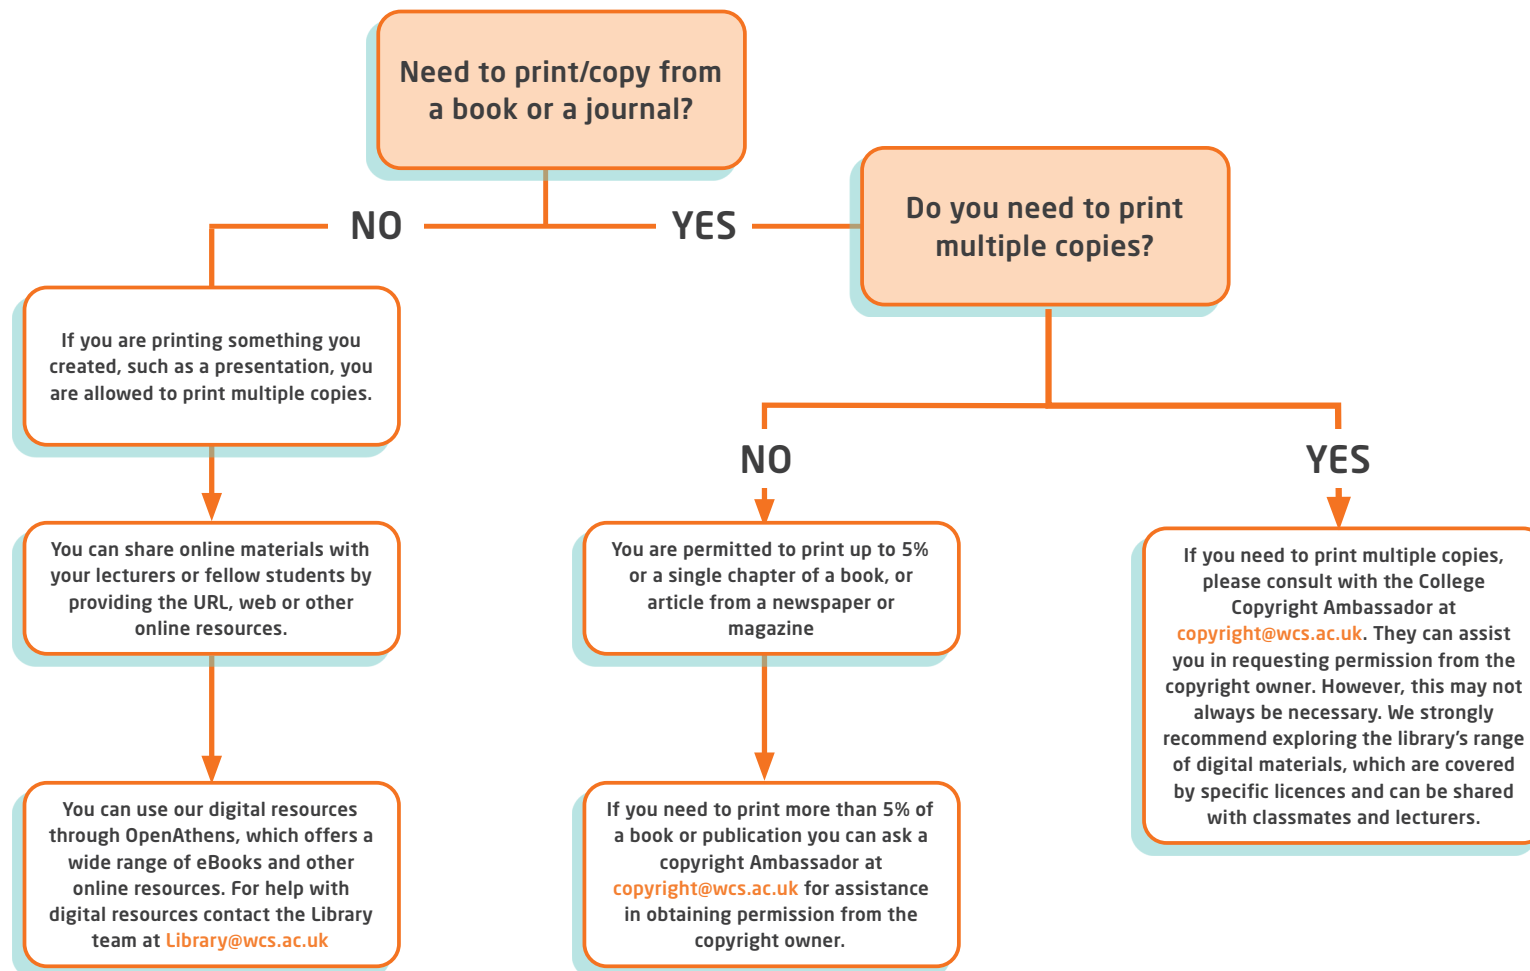 Need to print/copy from
a book or a journal?
Do you need to print
multiple copies?
NO
YES
If you are printing something you
created, such as a presentation, you
are allowed to print multiple copies.
NO
YES
You can share online materials with
your lecturers or fellow students by
providing the URL, web or other
online resources.
You are permitted to print up to 5%
or a single chapter of a book, or
article from a newspaper or
magazine
If you need to print multiple copies,
please consult with the College
Copyright Ambassador at
copyright@wcs.ac.uk. They can assist
you in requesting permission from the
copyright owner. However, this may not
always be necessary. We strongly
recommend exploring the library's range
of digital materials, which are covered
by specific licences and can be shared
with classmates and lecturers.
You can use our digital resources
through OpenAthens, which offers a
wide range of eBooks and other
online resources. For help with
digital resources contact the Library
team at Library@wcs.ac.uk
If you need to print more than 5% of
a book or publication you can ask a
copyright Ambassador at
copyright@wcs.ac.uk for assistance
in obtaining permission from the
copyright owner.